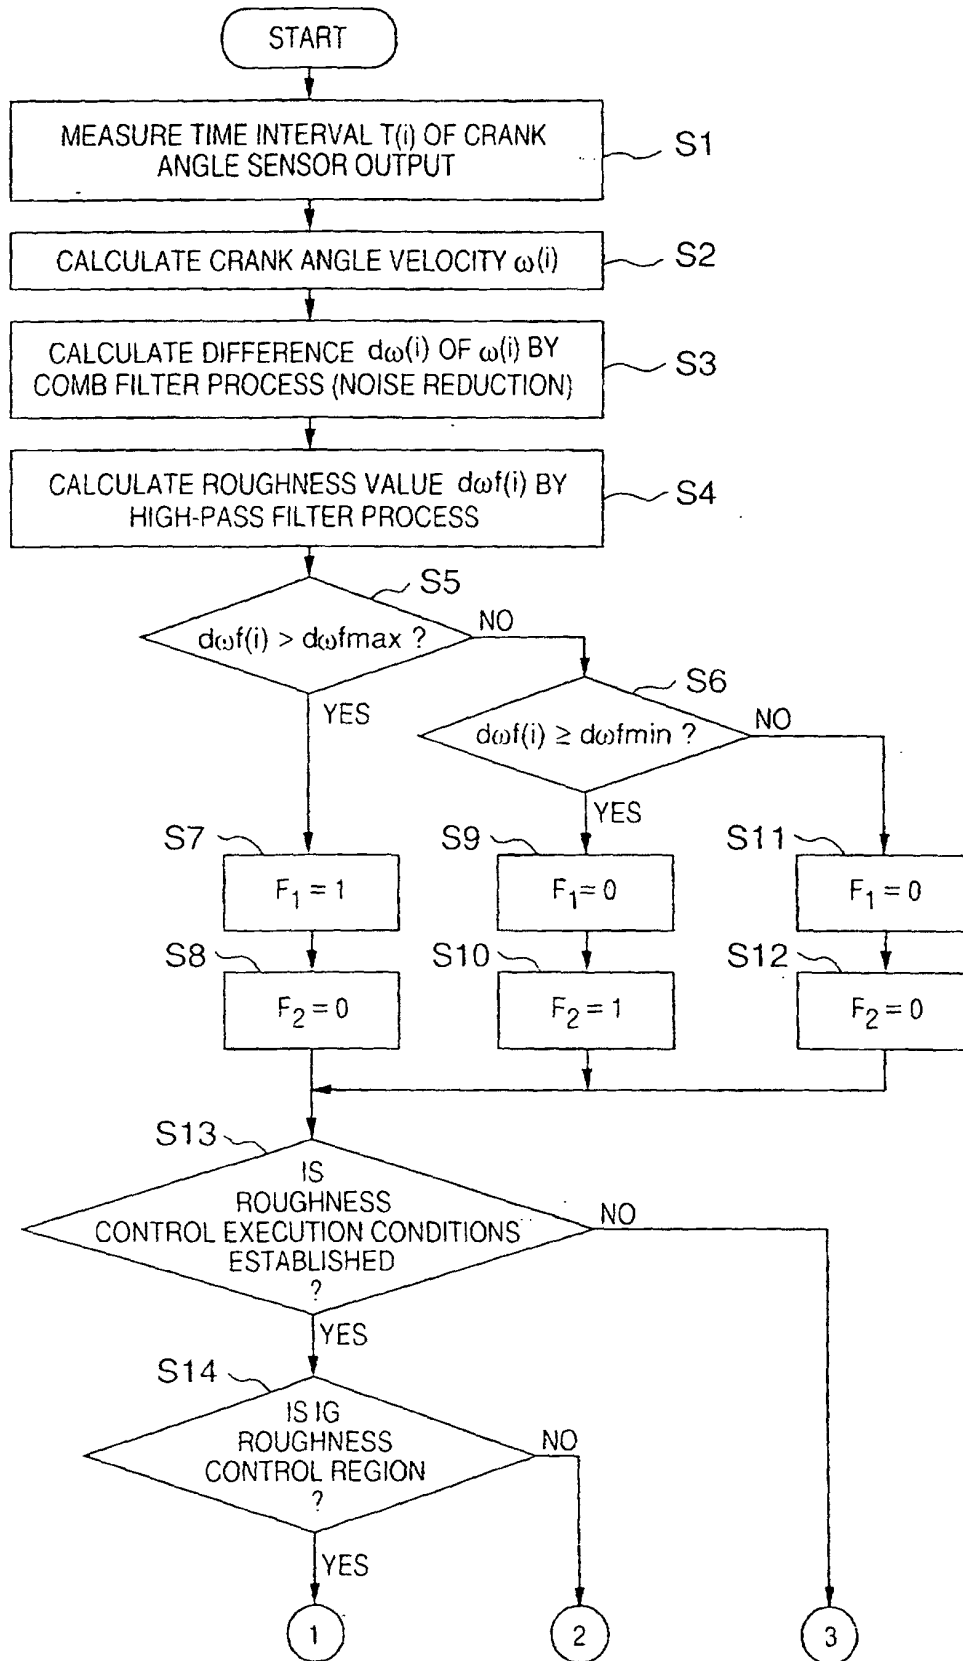 START
MEASURE TIME INTERVAL T(i) OF CRANK
ANGLE SENSOR OUTPUT
S1
CALCULATE CRANK ANGLE VELOCITY ω(i)
S2
CALCULATE DIFFERENCE dω(i) OF ω(i) BY
COMB FILTER PROCESS (NOISE REDUCTION)
S3
CALCULATE ROUGHNESS VALUE dωf(i) BY
HIGH-PASS FILTER PROCESS
S4
S5
dωf(i) > dωfmax ?
NO
YES
S6
dωf(i) ≥ dωfmin ?
NO
YES
S7
F1 = 1
S9
F1 = 0
S11
F1 = 0
S8
F2 = 0
S10
F2 = 1
S12
F2 = 0
S13
IS
ROUGHNESS
CONTROL EXECUTION CONDITIONS
ESTABLISHED
?
NO
YES
S14
IS IG
ROUGHNESS
CONTROL REGION
?
NO
YES
1
2
3